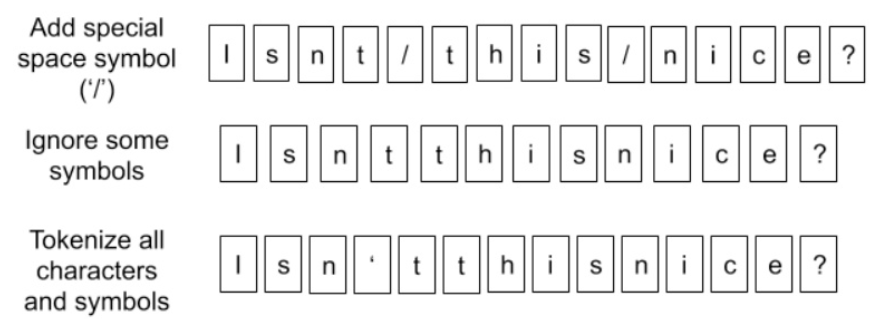 Add special
space symbol
(‘/’)
I s n t / t h i s / n i c e ?
Ignore some
symbols
I s n t t h i s n i c e ?
Tokenize all
characters
and symbols
I s n ‘ t t h i s n i c e ?